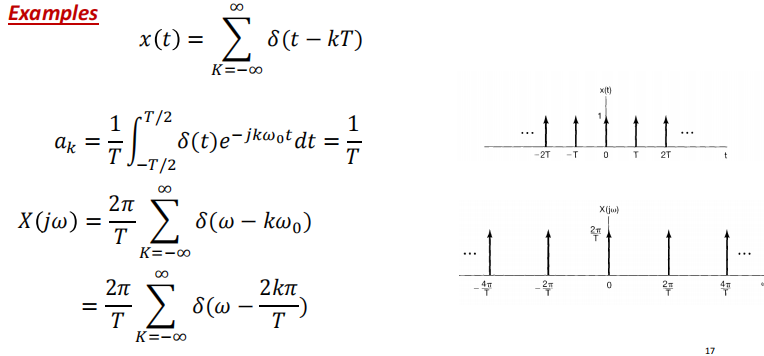 Examples
x(t) = ∑_{K=−∞}^{∞} δ(t − kT)
a_k = 1/T ∫_{−T/2}^{T/2} δ(t)e^{−jkω₀t} dt = 1/T
X(jω) = 2π/T ∑_{K=−∞}^{∞} δ(ω − kω₀)
= 2π/T ∑_{K=−∞}^{∞} δ(ω − 2kπ/T)
x(t)
1
... ...
−2T −T 0 T 2T t
X(jω)
2π/T
... ...
−4π/T −2π/T 0 2π/T 4π/T
17